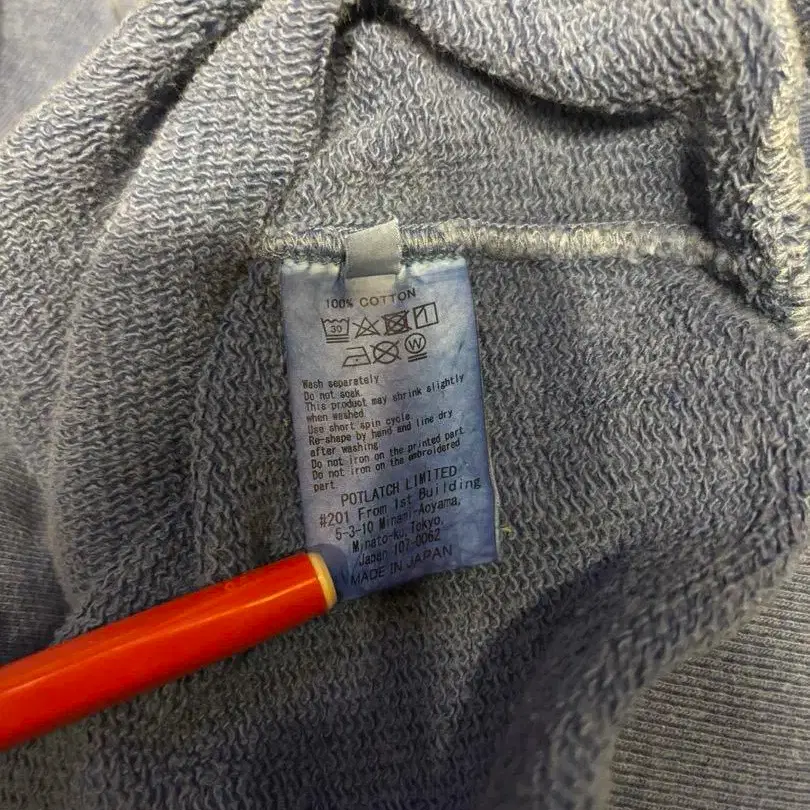 100% COTTON
30
W
Wash separately
Do not soak
This product may shrink slightly
when washed
Use short spin cycle
Re-shape by hand and line dry
after washing
Do not iron on the printed part
Do not iron on the embroidered
part
POTLATCH LIMITED
#201 From 1st Building
5-3-10 Minami-Aoyama,
Minato-ku, Tokyo,
Japan 107-0062
MADE IN JAPAN